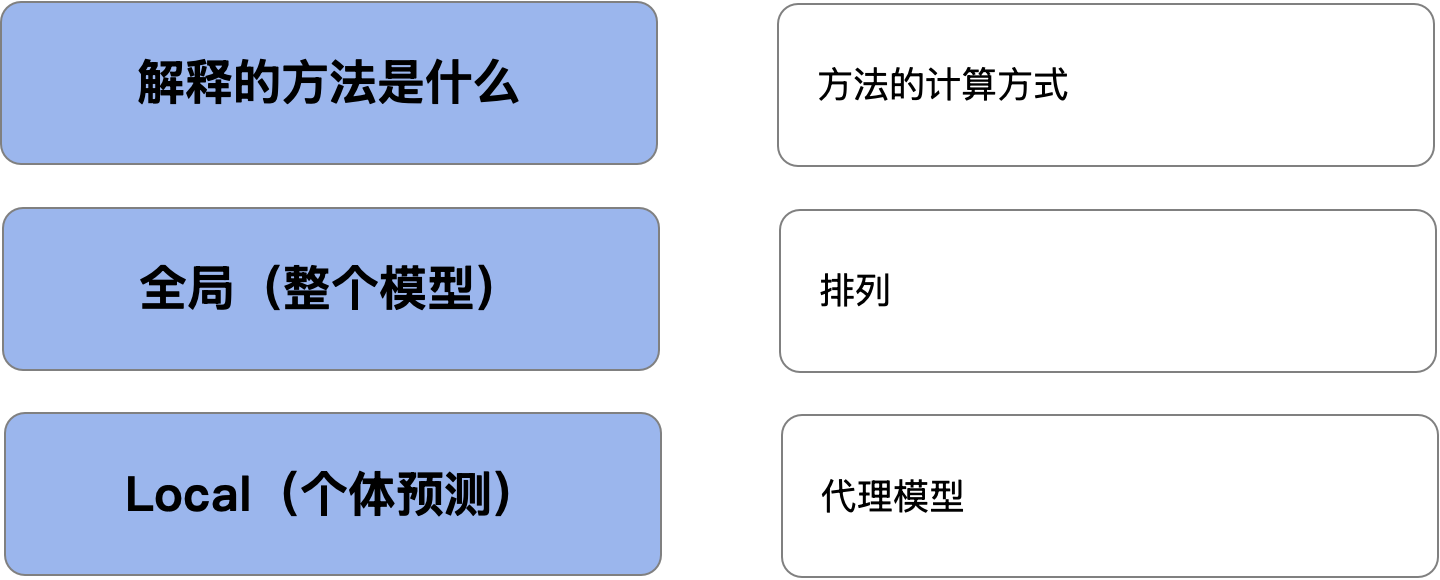 解释的方法是什么
方法的计算方式
全局（整个模型）
排列
Local（个体预测）
代理模型